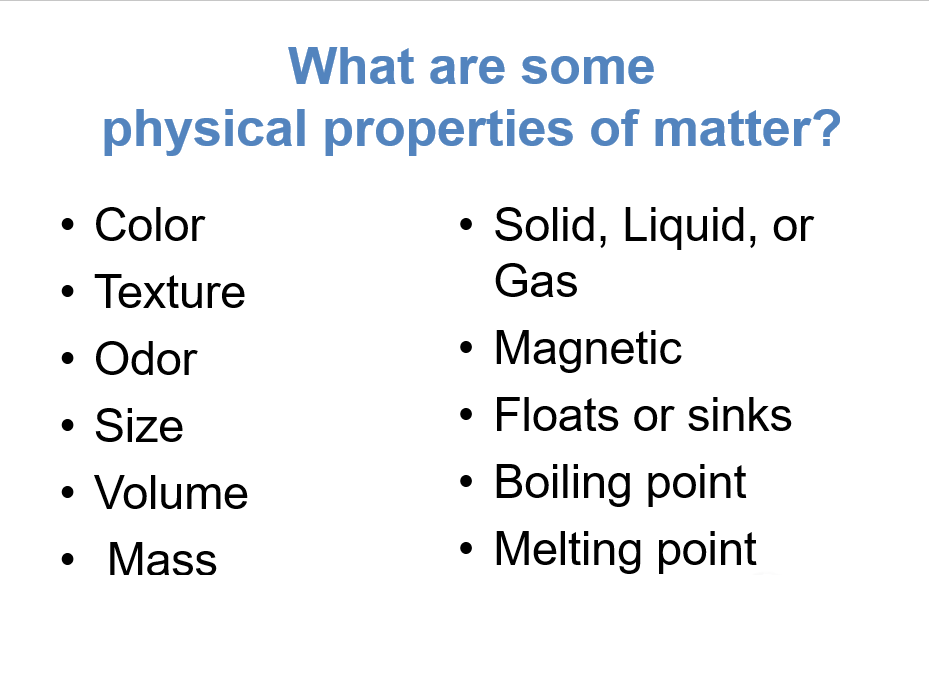 What are some
physical properties of matter?
• Color
• Texture
• Odor
• Size
• Volume
• Mass
• Solid, Liquid, or
Gas
• Magnetic
• Floats or sinks
• Boiling point
• Melting point